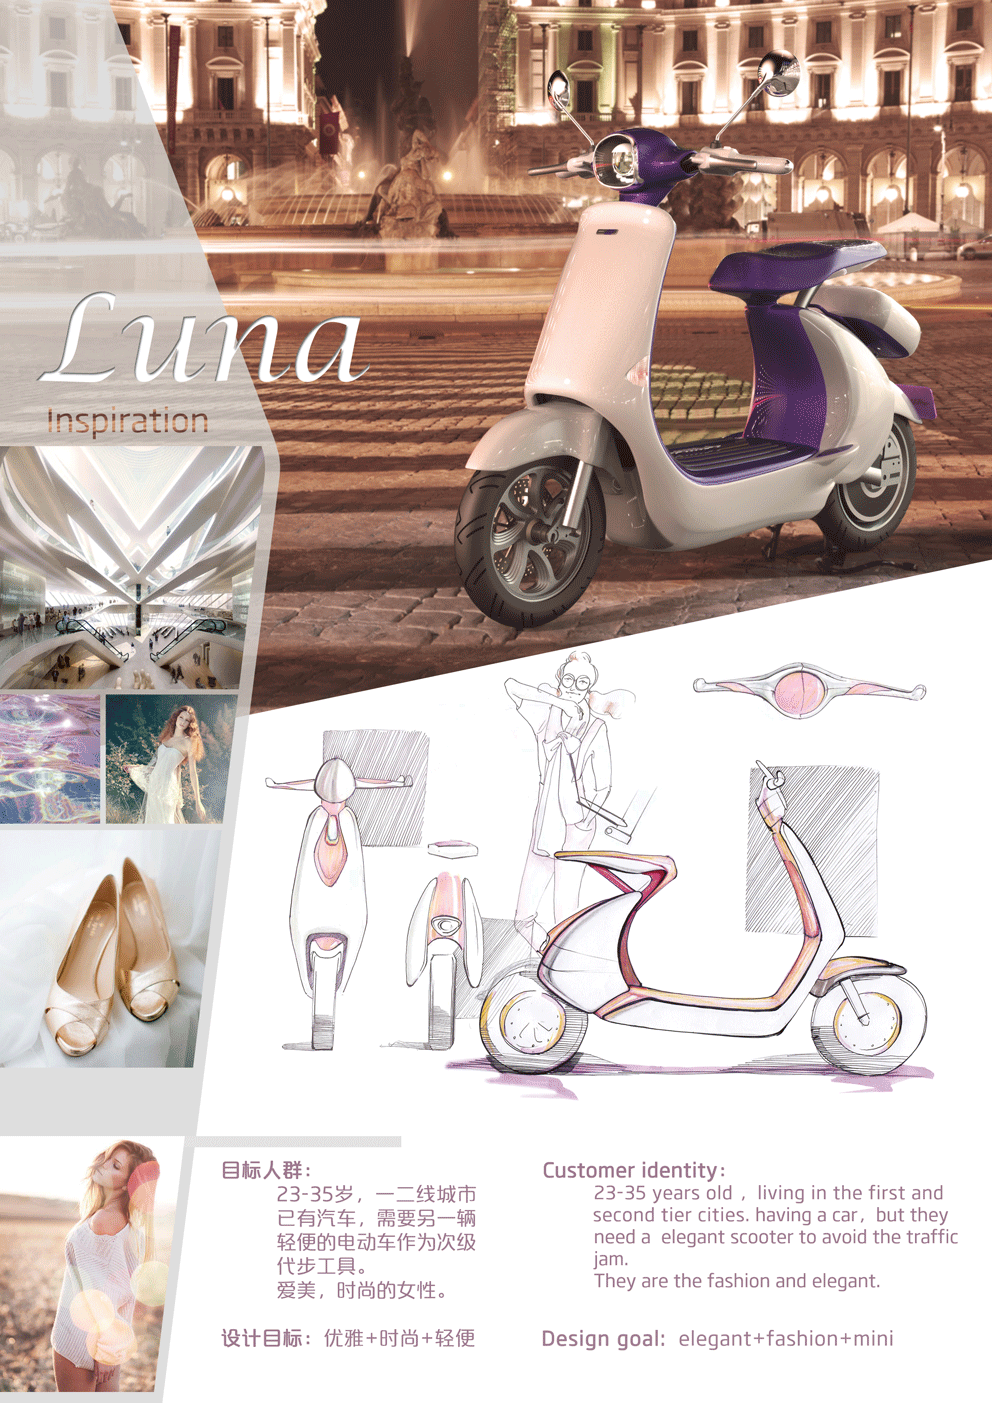 Luna
Inspiration
目标人群：
23-35岁，一二线城市
已有汽车，需要另一辆
轻便的电动车作为次级
代步工具。
爱美，时尚的女性。
设计目标：优雅+时尚+轻便
Customer identity:
23-35 years old ，living in the first and
second tier cities. having a car，but they
need a elegant scooter to avoid the traffic
jam.
They are the fashion and elegant.
Design goal: elegant+fashion+mini